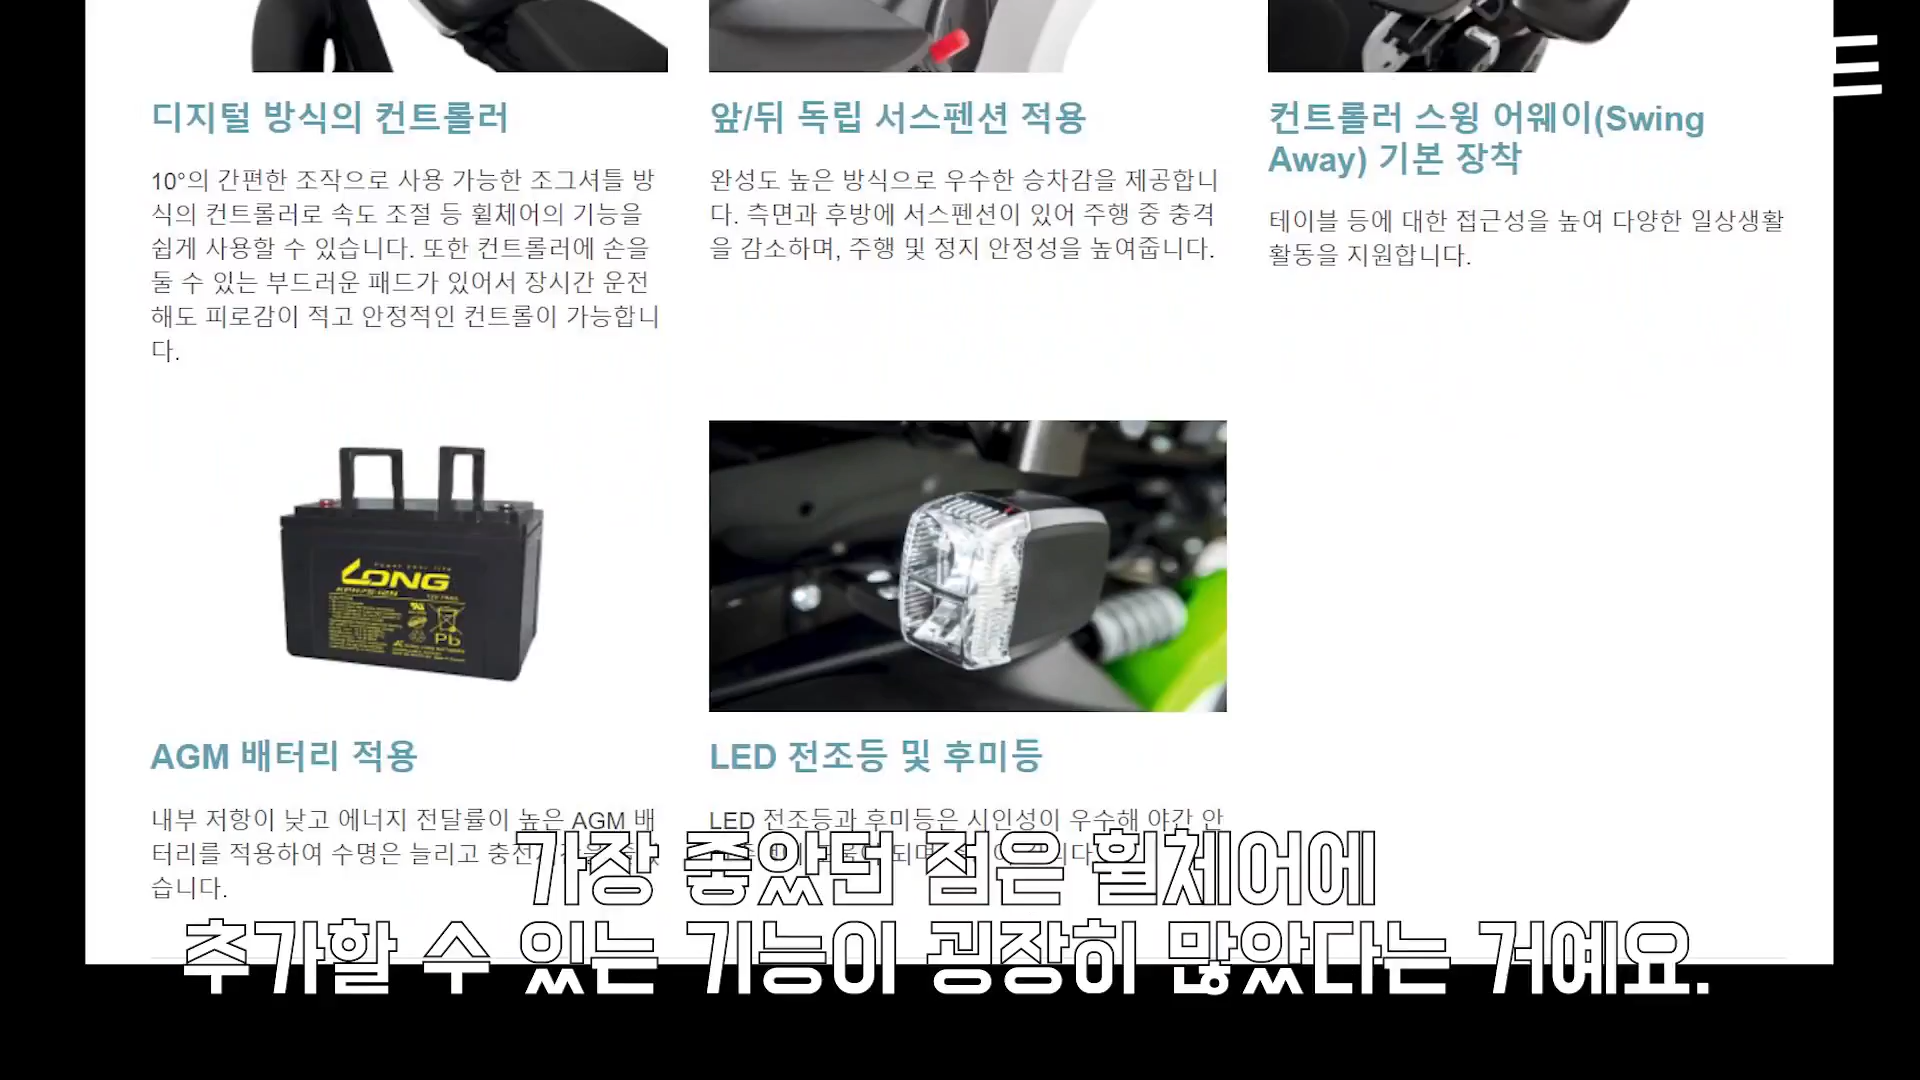 디지털 방식의 컨트롤러
10°의 간편한 조작으로 사용 가능한 조그셔틀 방
식의 컨트롤러로 속도 조절 등 휠체어의 기능을
쉽게 사용할 수 있습니다. 또한 컨트롤러에 손을
둘 수 있는 부드러운 패드가 있어서 장시간 운전
해도 피로감이 적고 안정적인 컨트롤이 가능합니
다.
앞/뒤 독립 서스펜션 적용
완성도 높은 방식으로 우수한 승차감을 제공합니
다. 측면과 후방에 서스펜션이 있어 주행 중 충격
을 감소하며, 주행 및 정지 안정성을 높여줍니다.
컨트롤러 스윙 어웨이(Swing
Away) 기본 장착
테이블 등에 대한 접근성을 높여 다양한 일상생활
활동을 지원합니다.
LONG
Pb
AGM 배터리 적용
내부 저항이 낮고 에너지 전달률이 높은 AGM 배
터리를 적용하여 수명은 늘리고
습니다.
LED 전조등 및 후미등
LED 전조등과 후미등은 시인성이 우수해 야간 안
가장 좋았던 점은 휠체어에
추가할 수 있는 기능이 굉장히 많았다는 거예요.